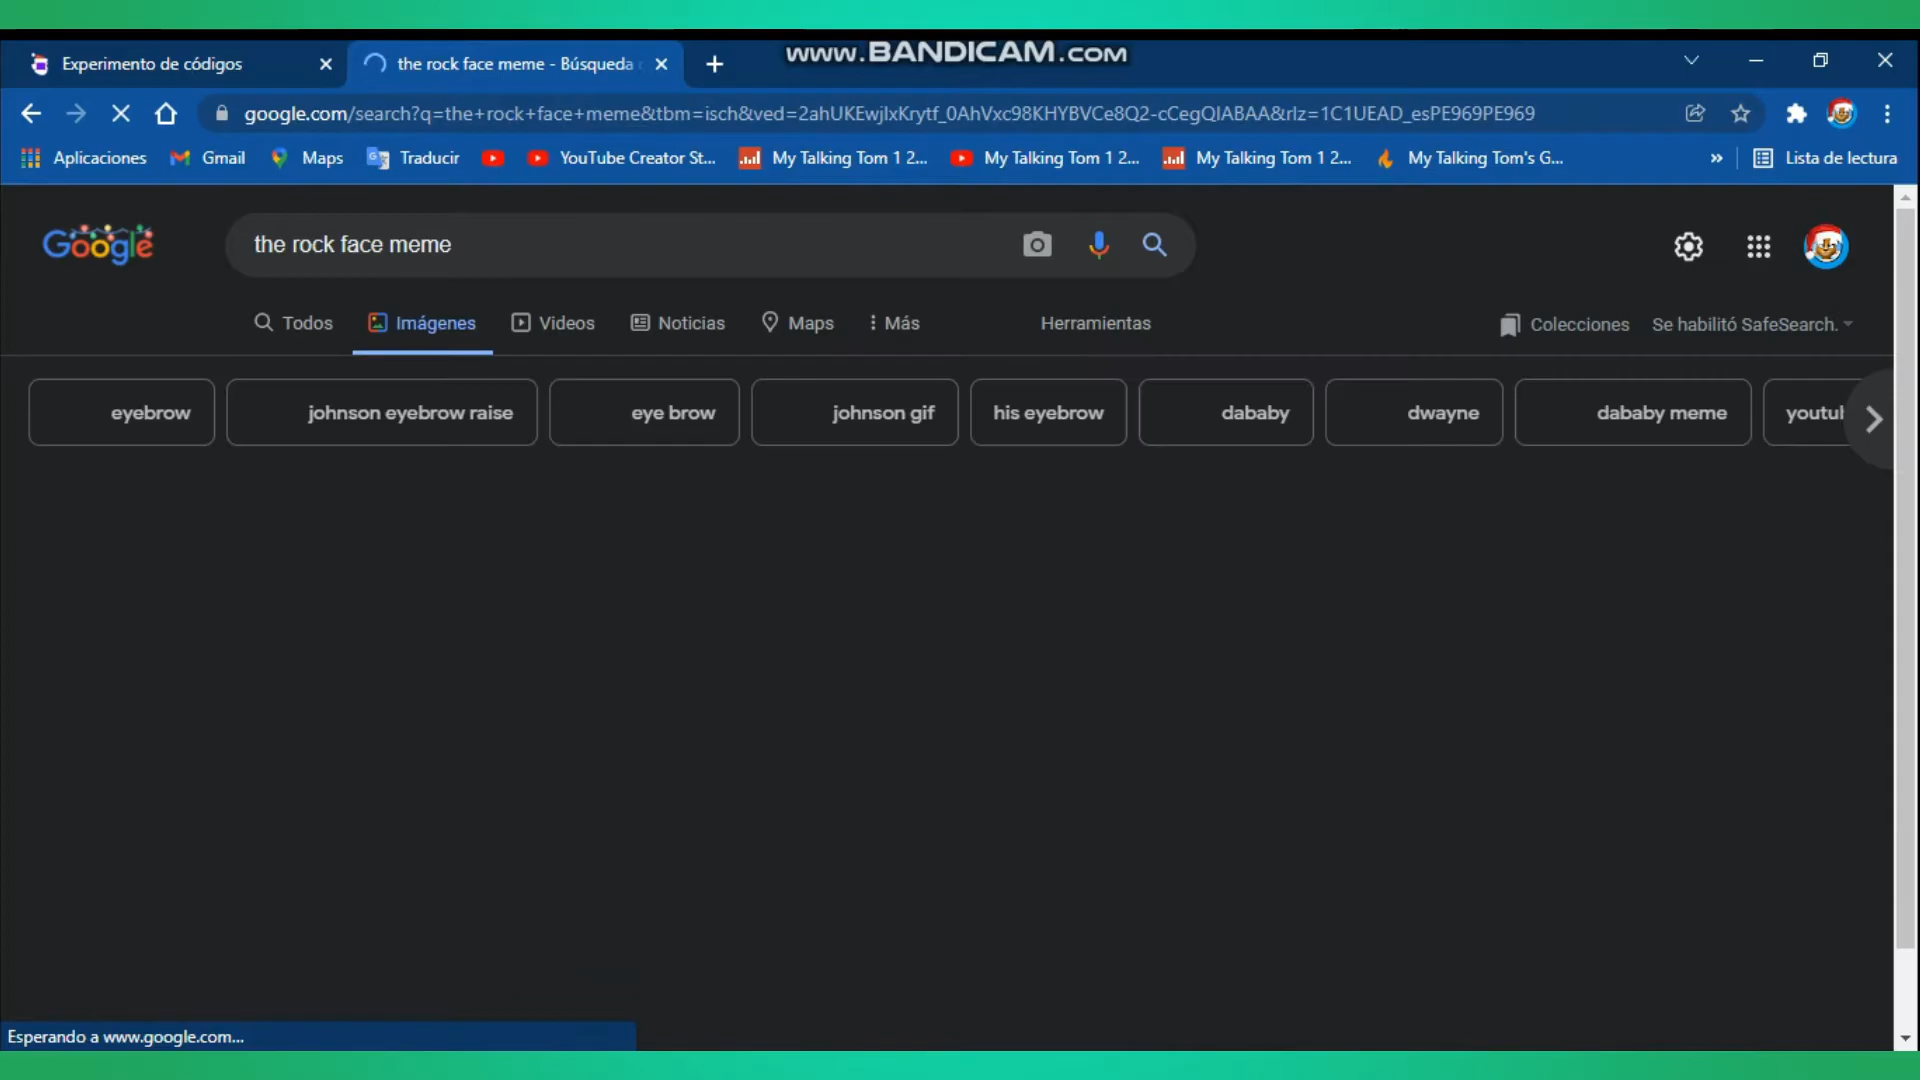 www.BANDICAM.com
Experimento de códigos
the rock face meme - Búsqueda
google.com/search?q=the+rock+face+meme&tbm=isch&ved=2ahUKEwjlxKrytf_0AhVxc98KHYBVCe8Q2-cCegQIABAA&rlz=1C1UEAD_esPE969PE969
Aplicaciones Gmail Maps Traducir YouTube Creator St... My Talking Tom 1 2... My Talking Tom 1 2... My Talking Tom 1 2... My Talking Tom's G... » Lista de lectura
Google the rock face meme
Todos Imágenes Videos Noticias Maps Más Herramientas Colecciones Se habilitó SafeSearch.
eyebrow johnson eyebrow raise eye brow johnson gif his eyebrow dababy dwayne dababy meme
Esperando a www.google.com...